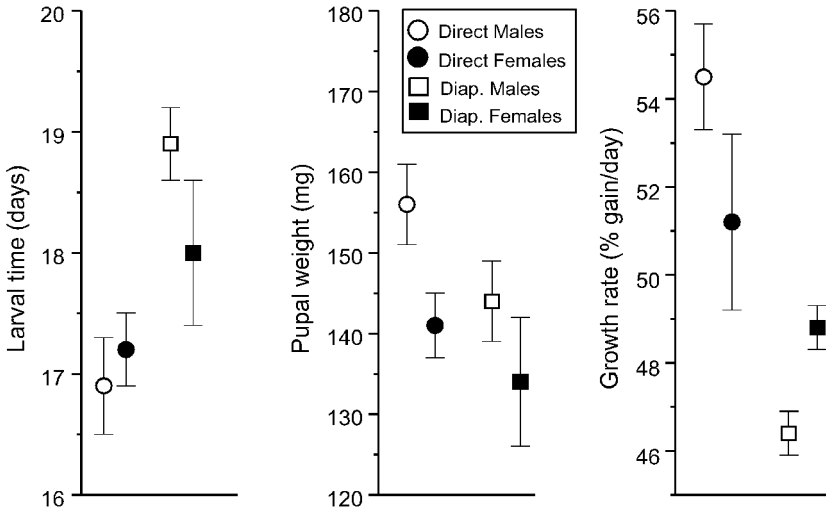 Larval time (days)
20
19
18
17
16
Pupal weight (mg)
180
170
160
150
140
130
120
Direct Males
Direct Females
Diap. Males
Diap. Females
Growth rate (% gain/day)
56
54
52
50
48
46